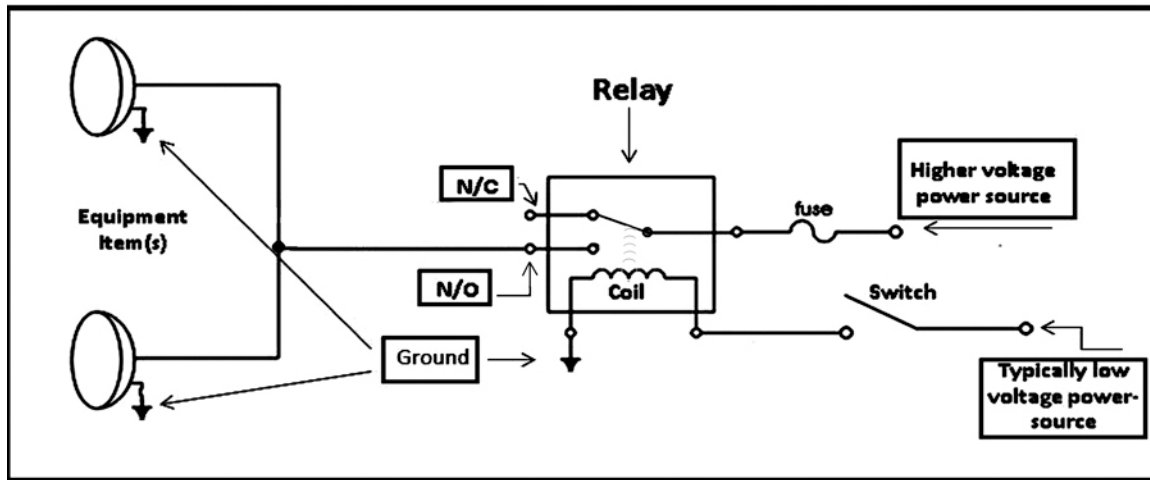 Relay
N/C
Higher voltage
power source
fuse
Equipment
Item(s)
N/O
Coil
Switch
Ground
Typically low
voltage power-
source